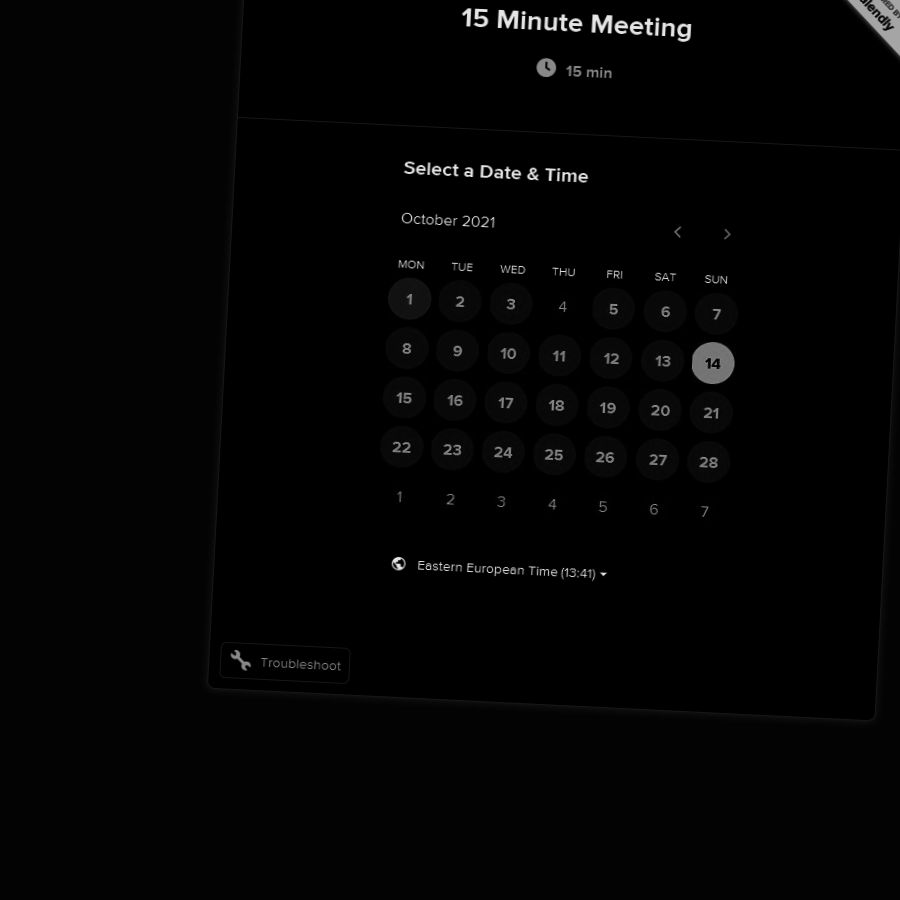 15 Minute Meeting
15 min
Select a Date & Time
October 2021
MON TUE WED THU FRI SAT SUN
1 2 3 4 5 6 7
8 9 10 11 12 13 14
15 16 17 18 19 20 21
22 23 24 25 26 27 28
1 2 3 4 5 6 7
Eastern European Time (13:41)
Troubleshoot